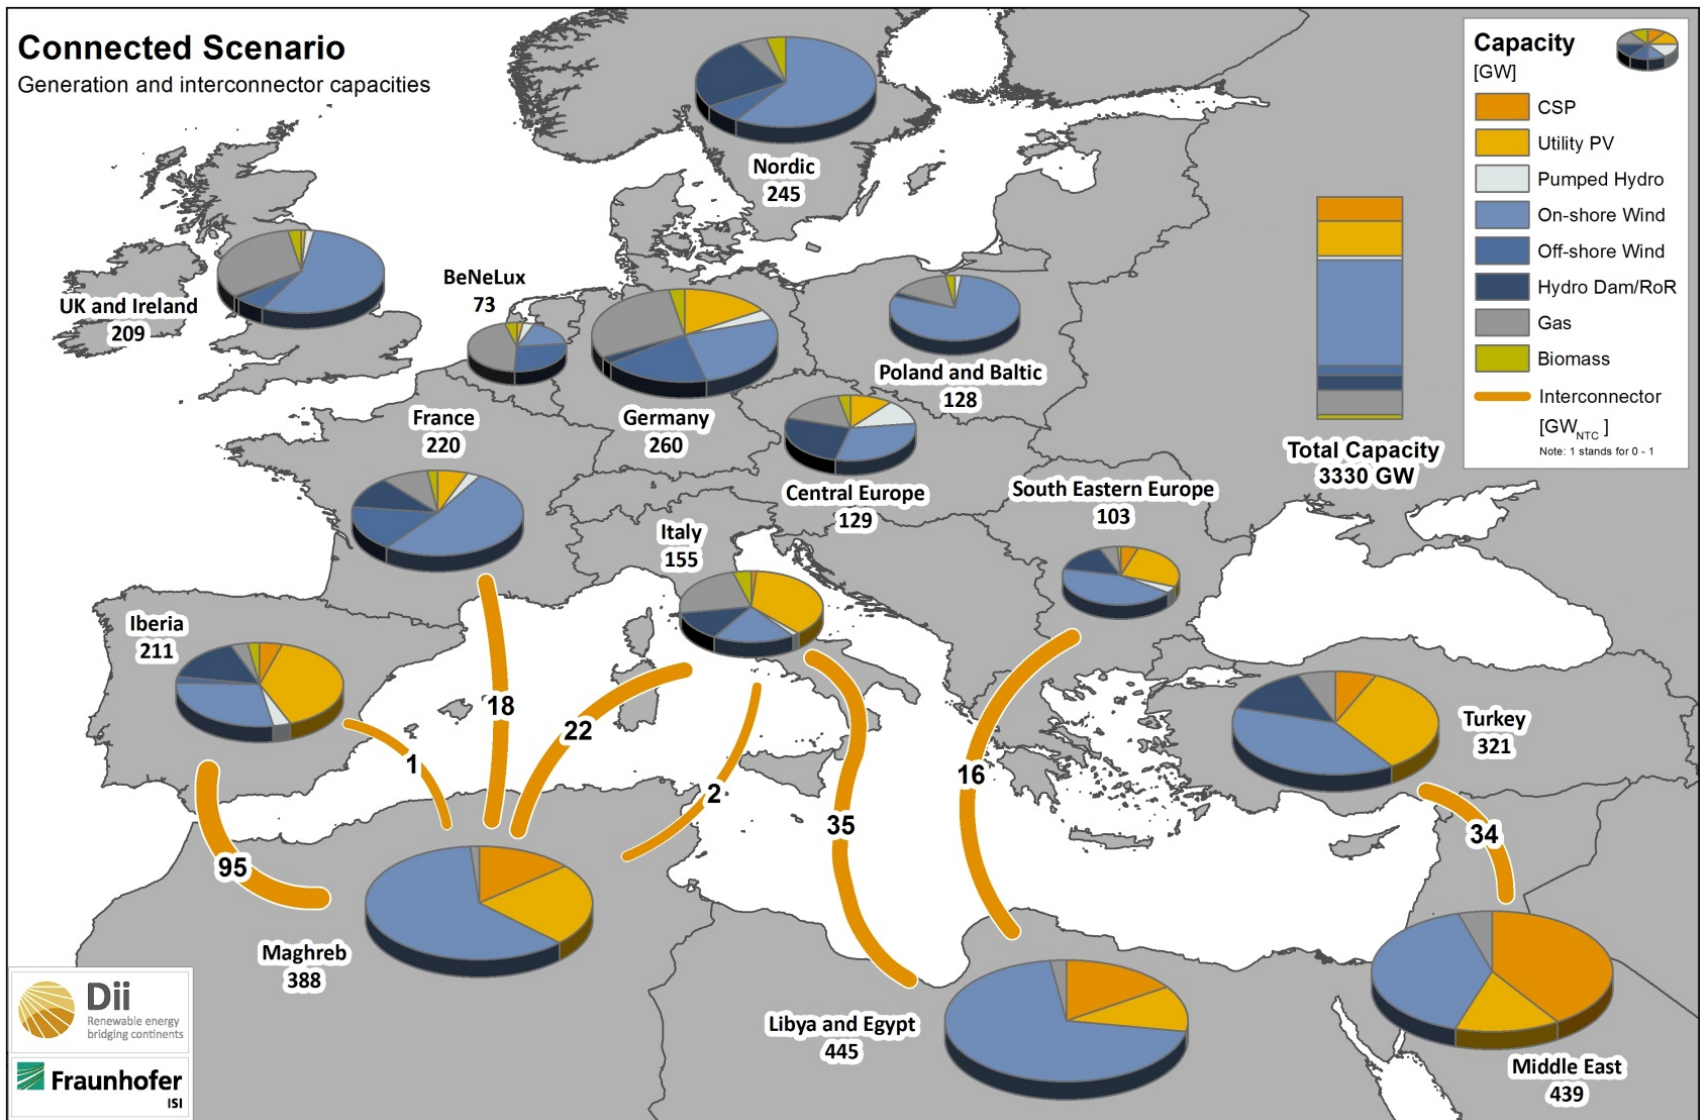 Connected Scenario
Generation and interconnector capacities
Capacity
[GW]
CSP
Utility PV
Pumped Hydro
On-shore Wind
Off-shore Wind
Hydro Dam/RoR
Gas
Biomass
Interconnector
[GW NTC ]
Note: 1 stands for 0 - 1
Total Capacity
3330 GW
Nordic
245
UK and Ireland
209
BeNeLux
73
Germany
260
Poland and Baltic
128
France
220
Central Europe
129
South Eastern Europe
103
Italy
155
Iberia
211
Turkey
321
1
18
22
2
35
16
34
95
Maghreb
388
Libya and Egypt
445
Middle East
439
Dii
Renewable energy
bridging continents
Fraunhofer
ISI